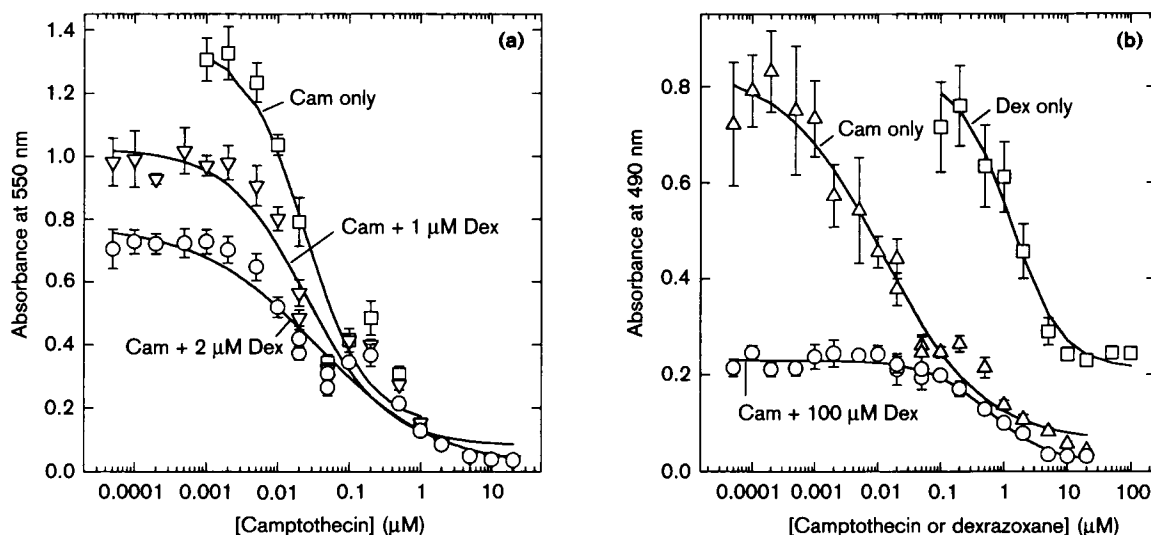 (a)
Absorbance at 550 nm
1.4
1.2
1.0
0.8
0.6
0.4
0.2
0.0
Cam only
Cam + 1 μM Dex
Cam + 2 μM Dex
0.0001 0.001 0.01 0.1 1 10
[Camptothecin] (μM)
(b)
Absorbance at 490 nm
0.8
0.6
0.4
0.2
0.0
Dex only
Cam only
Cam + 100 μM Dex
0.0001 0.001 0.01 0.1 1 10 100
[Camptothecin or dexrazoxane] (μM)